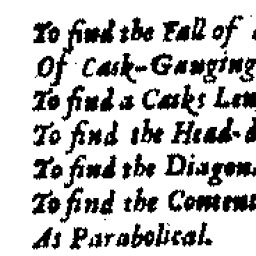 To find the Fall of
Of Cask-Gauging
To find a Casks Len
To find the Head-d
To find the Diagon
To find the Content
As Parabolical.